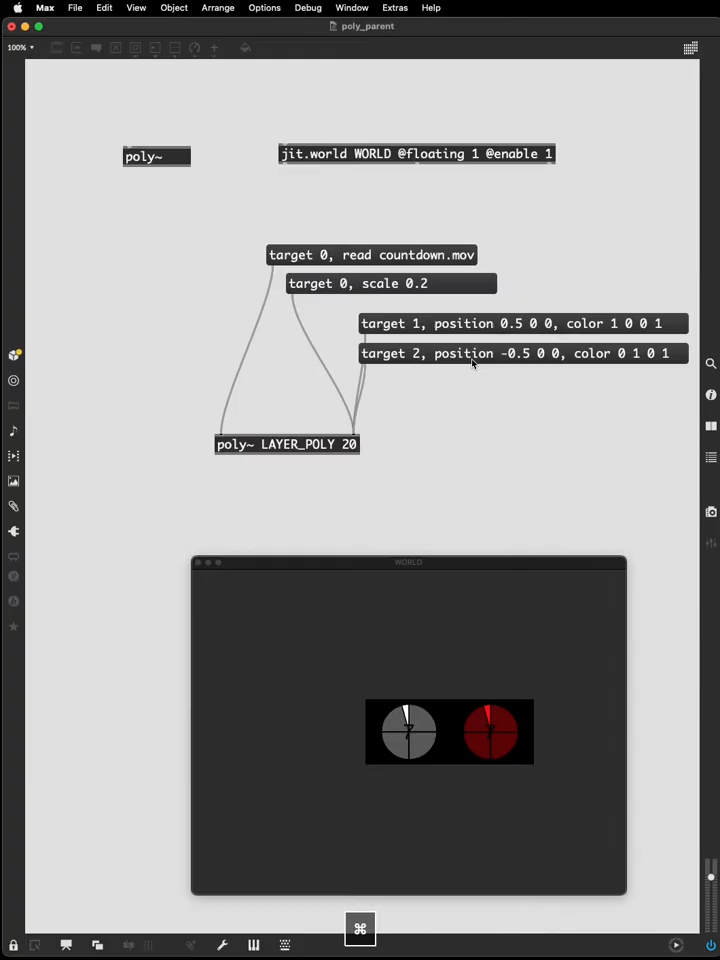 Max File Edit View Object Arrange Options Debug Window Extras Help
poly_parent
100%
poly~
jit.world WORLD @floating 1 @enable 1
target 0, read countdown.mov
target 0, scale 0.2
target 1, position 0.5 0 0, color 1 0 0 1
target 2, position -0.5 0 0, color 0 1 0 1
poly~ LAYER_POLY 20
WORLD
7 7
⌘